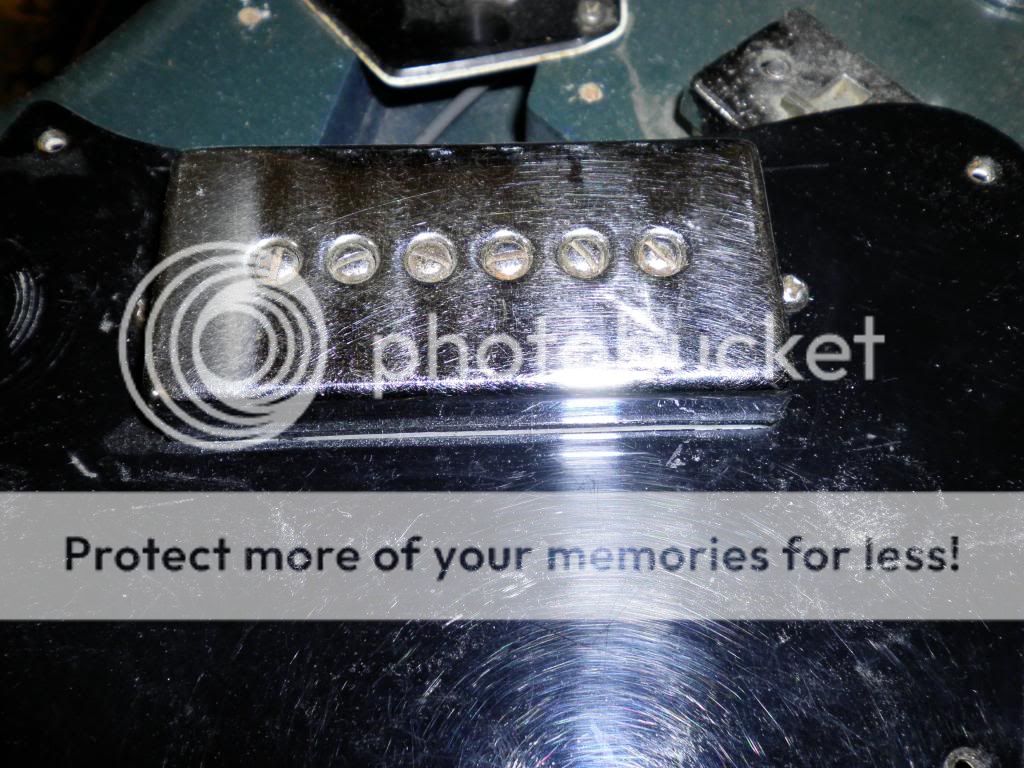 photobucket
Protect more of your memories for less!